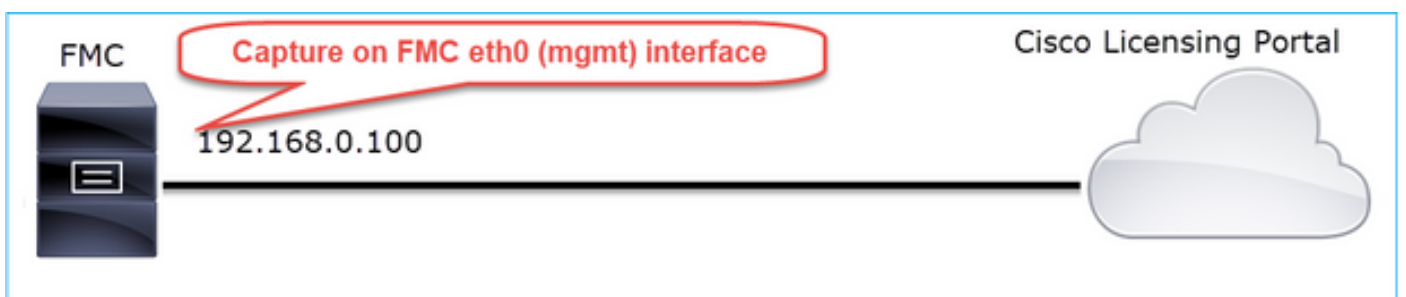 FMC
Capture on FMC eth0 (mgmt) interface
Cisco Licensing Portal
192.168.0.100